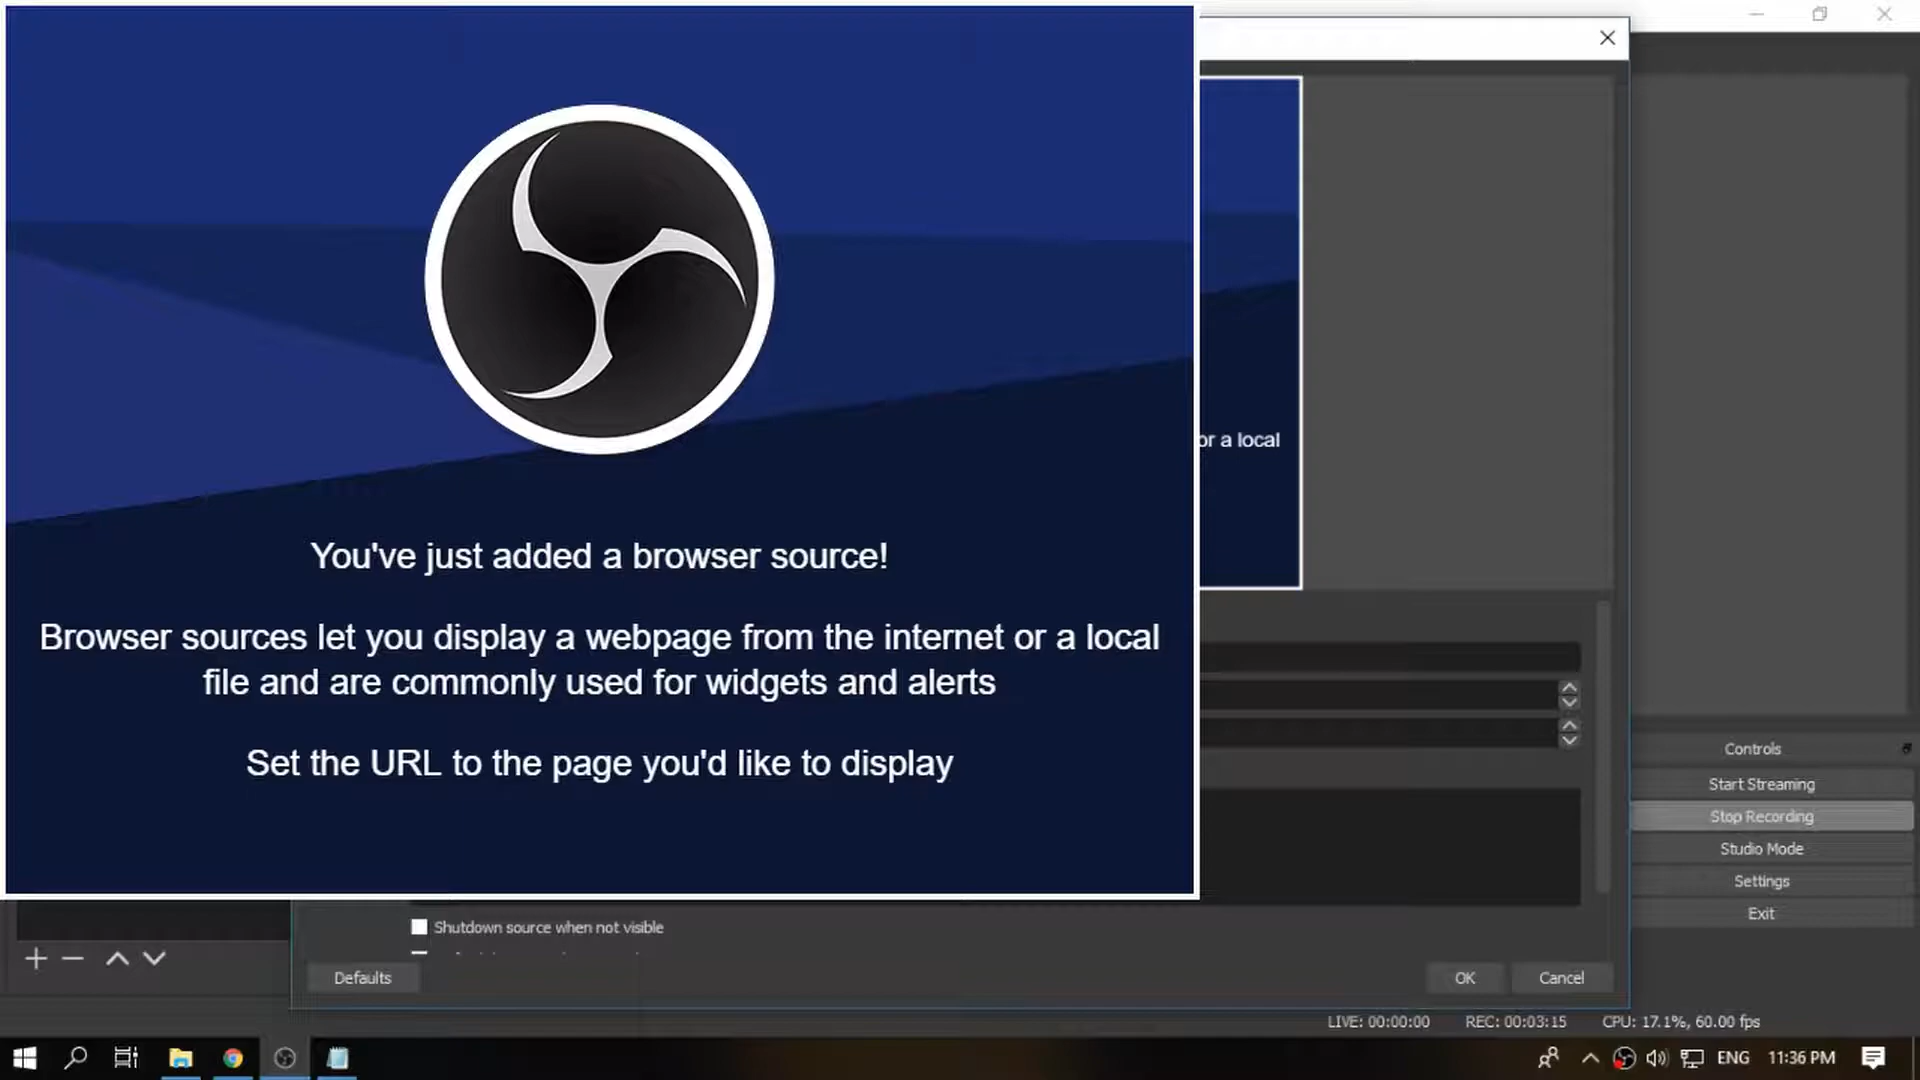 You've just added a browser source!
Browser sources let you display a webpage from the internet or a local
file and are commonly used for widgets and alerts
Set the URL to the page you'd like to display
or a local
Controls
Start Streaming
Stop Recording
Studio Mode
Settings
Exit
Shutdown source when not visible
Defaults
OK
Cancel
LIVE: 00:00:00
REC: 00:03:15
CPU: 17.1%, 60.00 fps
ENG
11:36 PM